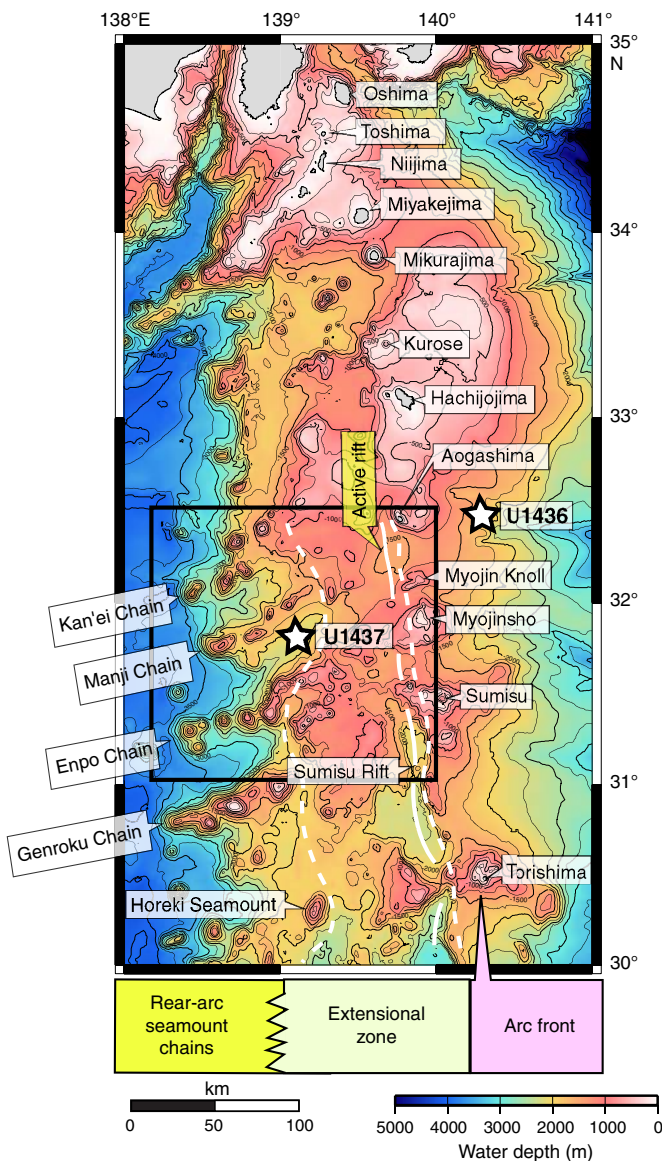 138°E
139°
140°
141°
35°
N
Oshima
Toshima
Niijima
Miyakejima
34°
Mikurajima
Kurose
Hachijojima
33°
Active rift
Aogashima
U1436
Myojin Knoll
Kan'ei Chain
32°
Myojinsho
U1437
Manji Chain
Sumisu
Enpo Chain
Sumisu Rift
31°
Genroku Chain
Torishima
Horeki Seamount
30°
Rear-arc
seamount
chains
Extensional
zone
Arc front
km
0 50 100
5000 4000 3000 2000 1000 0
Water depth (m)